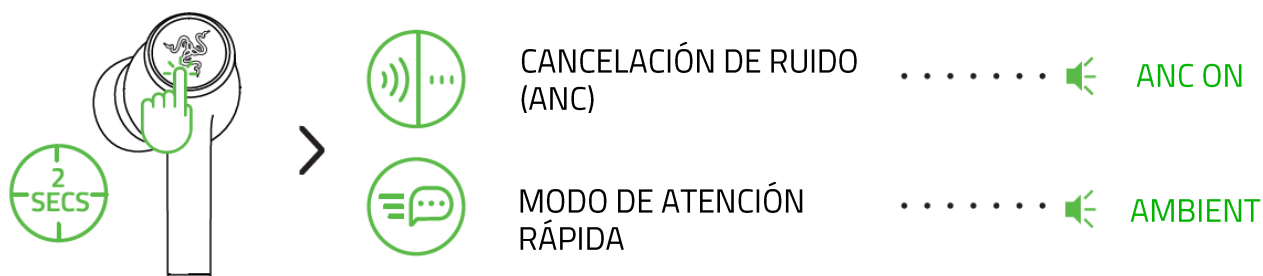 2
SECS
CANCELACIÓN DE RUIDO
(ANC)
ANC ON
MODO DE ATENCIÓN
RÁPIDA
AMBIENT